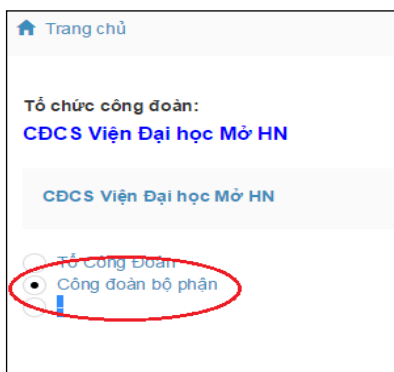 Trang chủ
Tổ chức công đoàn:
CĐCS Viện Đại học Mở HN
CĐCS Viện Đại học Mở HN
Tổ Công Đoàn
Công đoàn bộ phận